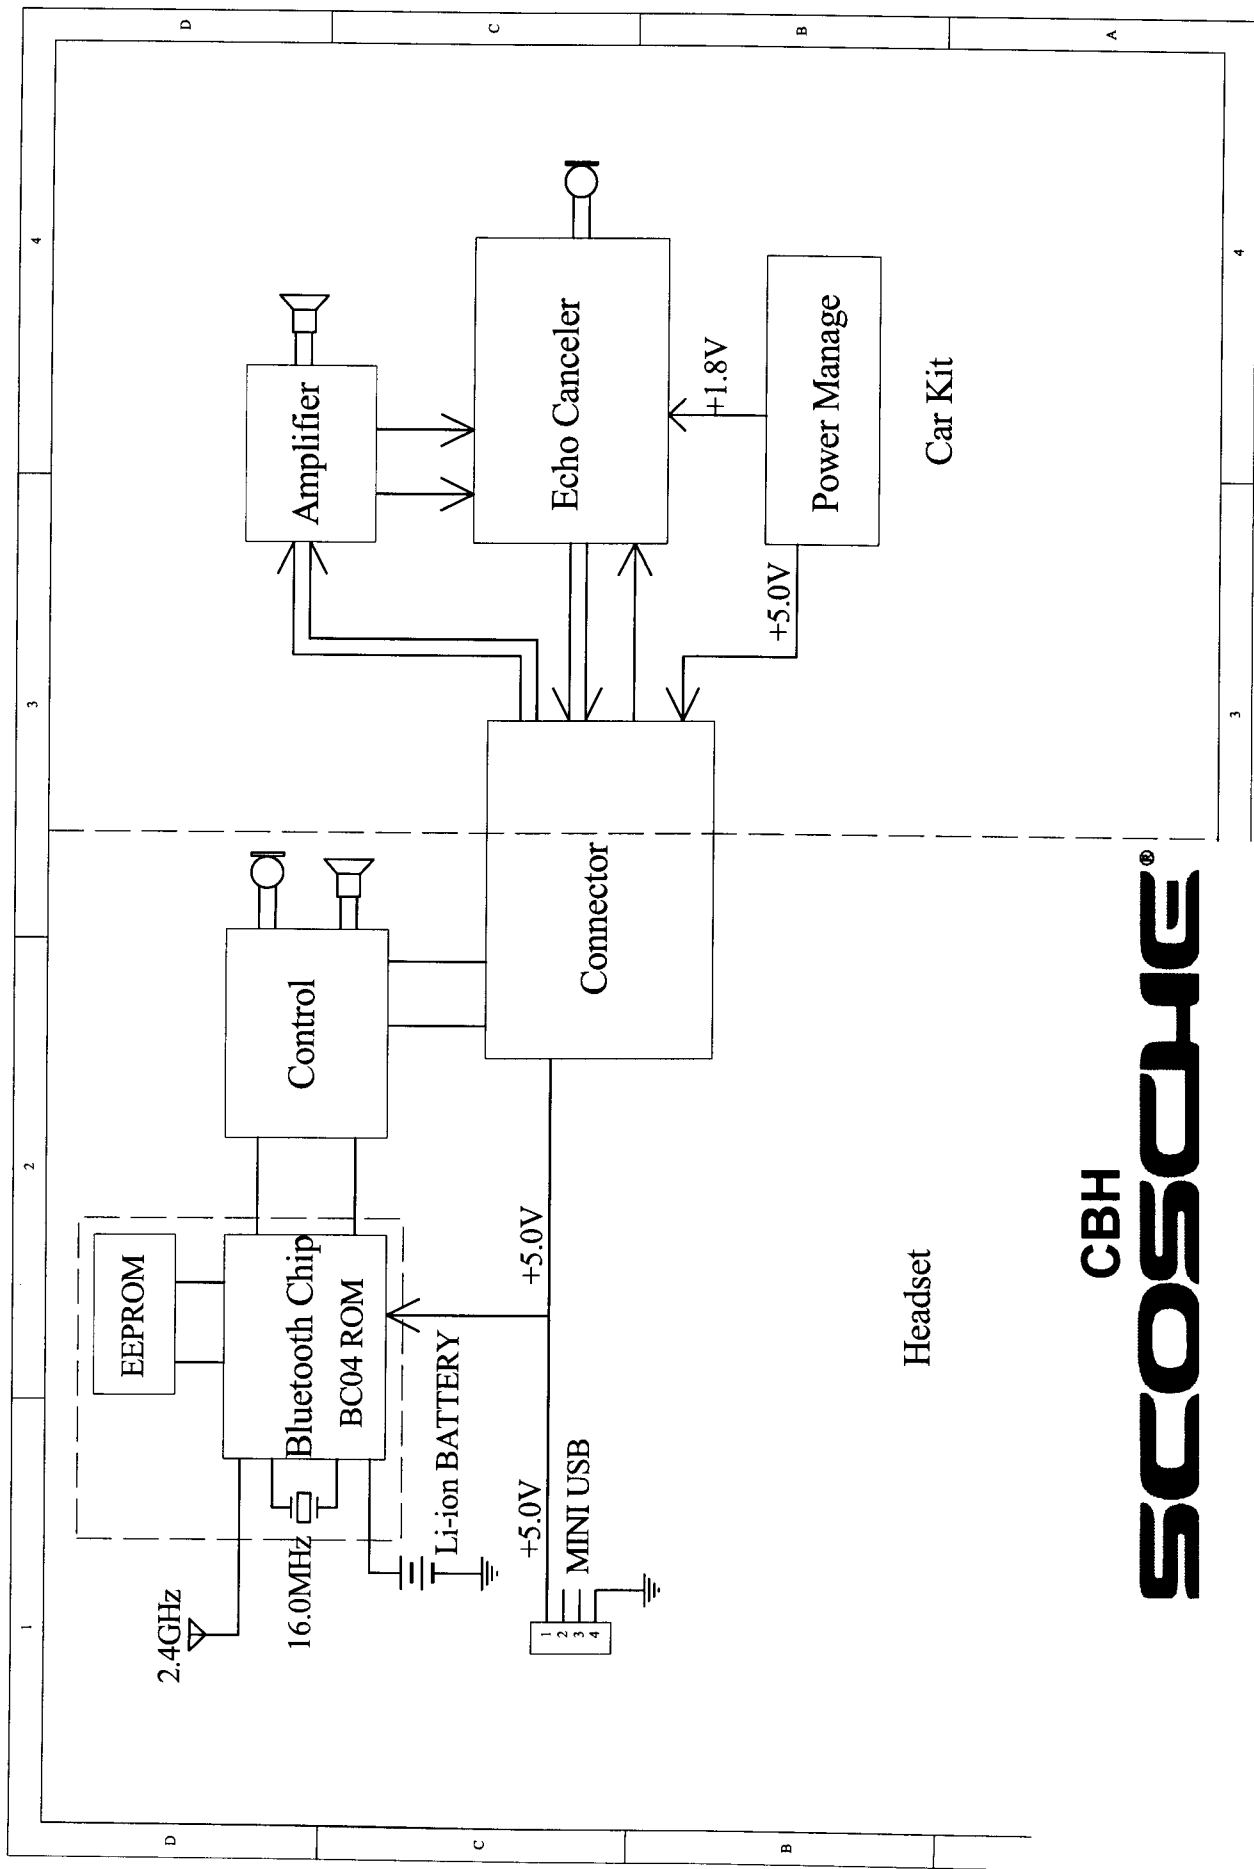 1
2
3
4
D
C
B
A
D
C
B
3
4
2.4GHz
16.0MHz
EEPROM
Bluetooth Chip
BC04 ROM
Li-ion BATTERY
Control
+5.0V
+5.0V
MINI USB
1
2
3
4
Connector
Headset
Amplifier
Echo Canceler
+1.8V
+5.0V
Power Manage
Car Kit
CBH
SCOSCHE®